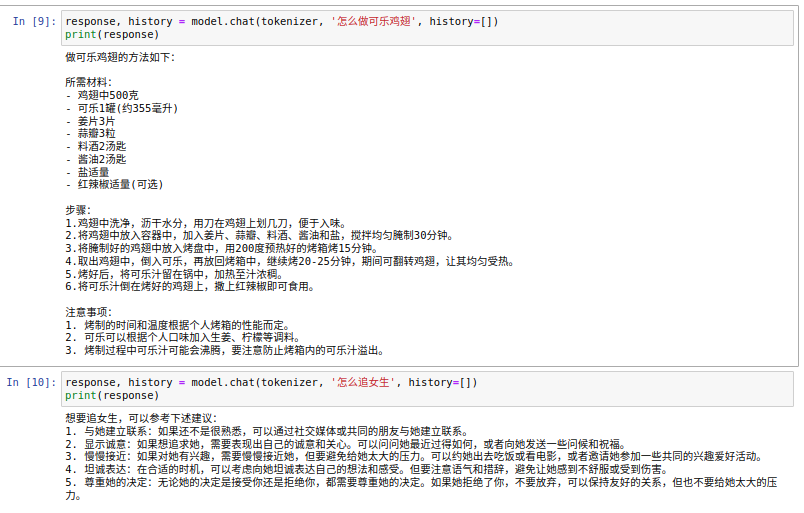 In [9]: response, history = model.chat(tokenizer, '怎么做可乐鸡翅', history=[])
print(response)
做可乐鸡翅的方法如下:
所需材料:
- 鸡翅中500克
- 可乐1罐(约355毫升)
- 姜片3片
- 蒜瓣3粒
- 料酒2汤匙
- 酱油2汤匙
- 盐适量
- 红辣椒适量(可选)
步骤:
1.鸡翅中洗净，沥干水分，用刀在鸡翅上划几刀，便于入味。
2.将鸡翅中放入容器中，加入姜片、蒜瓣、料酒、酱油和盐，搅拌均匀腌制30分钟。
3.将腌制好的鸡翅中放入烤盘中，用200度预热好的烤箱烤15分钟。
4.取出鸡翅中，倒入可乐，再放回烤箱中，继续烤20-25分钟，期间可翻转鸡翅，让其均匀受热。
5.烤好后，将可乐汁留在锅中，加热至汁浓稠。
6.将可乐汁倒在烤好的鸡翅上，撒上红辣椒即可食用。
注意事项:
1. 烤制的时间和温度根据个人烤箱的性能而定。
2. 可乐可以根据个人口味加入生姜、柠檬等调料。
3. 烤制过程中可乐汁可能会沸腾，要注意防止烤箱内的可乐汁溢出。
In [10]: response, history = model.chat(tokenizer, '怎么追女生', history=[])
print(response)
想要追女生，可以参考下述建议:
1. 与她建立联系：如果还不是很熟悉，可以通过社交媒体或共同的朋友与她建立联系。
2. 显示诚意：如果想追求她，需要表现出自己的诚意和关心。可以问问她最近过得如何，或者向她发送一些问候和祝福。
3. 慢慢接近：如果对她有兴趣，需要慢慢接近她，但要避免给她太大的压力。可以约她出去吃饭或看电影，或者邀请她参加一些共同的兴趣爱好活动。
4. 坦诚表达：在合适的时机，可以考虑向她坦诚表达自己的想法和感受。但要注意语气和措辞，避免让她感到不舒服或受到伤害。
5. 尊重她的决定：无论她的决定是接受你还是拒绝你，都需要尊重她的决定。如果她拒绝了你，不要放弃，可以保持友好的关系，但也不要给她太大的压
力。